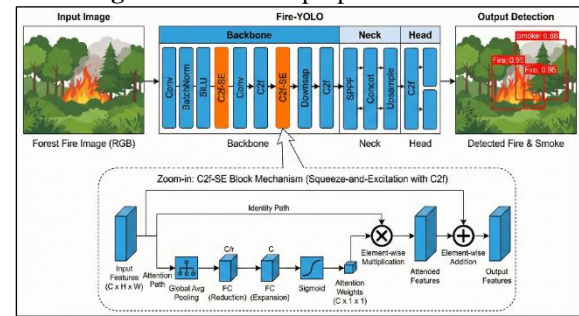 Input Image
Fire-YOLO
Output Detection
Backbone
Neck
Head
Conv
BatchNorm
SiLU
C2f-SE
Conv
C2f
C2f-SE
Downsap
C2f
SPPF
Concat
Uosample
C2f
Smoke: 0.88
Fire: 0.95
Fire: 0.95
Forest Fire Image (RGB)
Backbone
Neck
Head
Detected Fire & Smoke
Zoom-in: C2f-SE Block Mechanism (Squeeze-and-Excitation with C2f)
Identity Path
Input
Features
(C x H x W)
Attention
Path
Global Avg
Pooling
C/r
FC
(Reduction)
C
FC
(Expansion)
Sigmoid
Attention
Weights
(C x 1 x 1)
Element-wise
Multiplication
Attended
Features
Element-wise
Addition
Output
Features